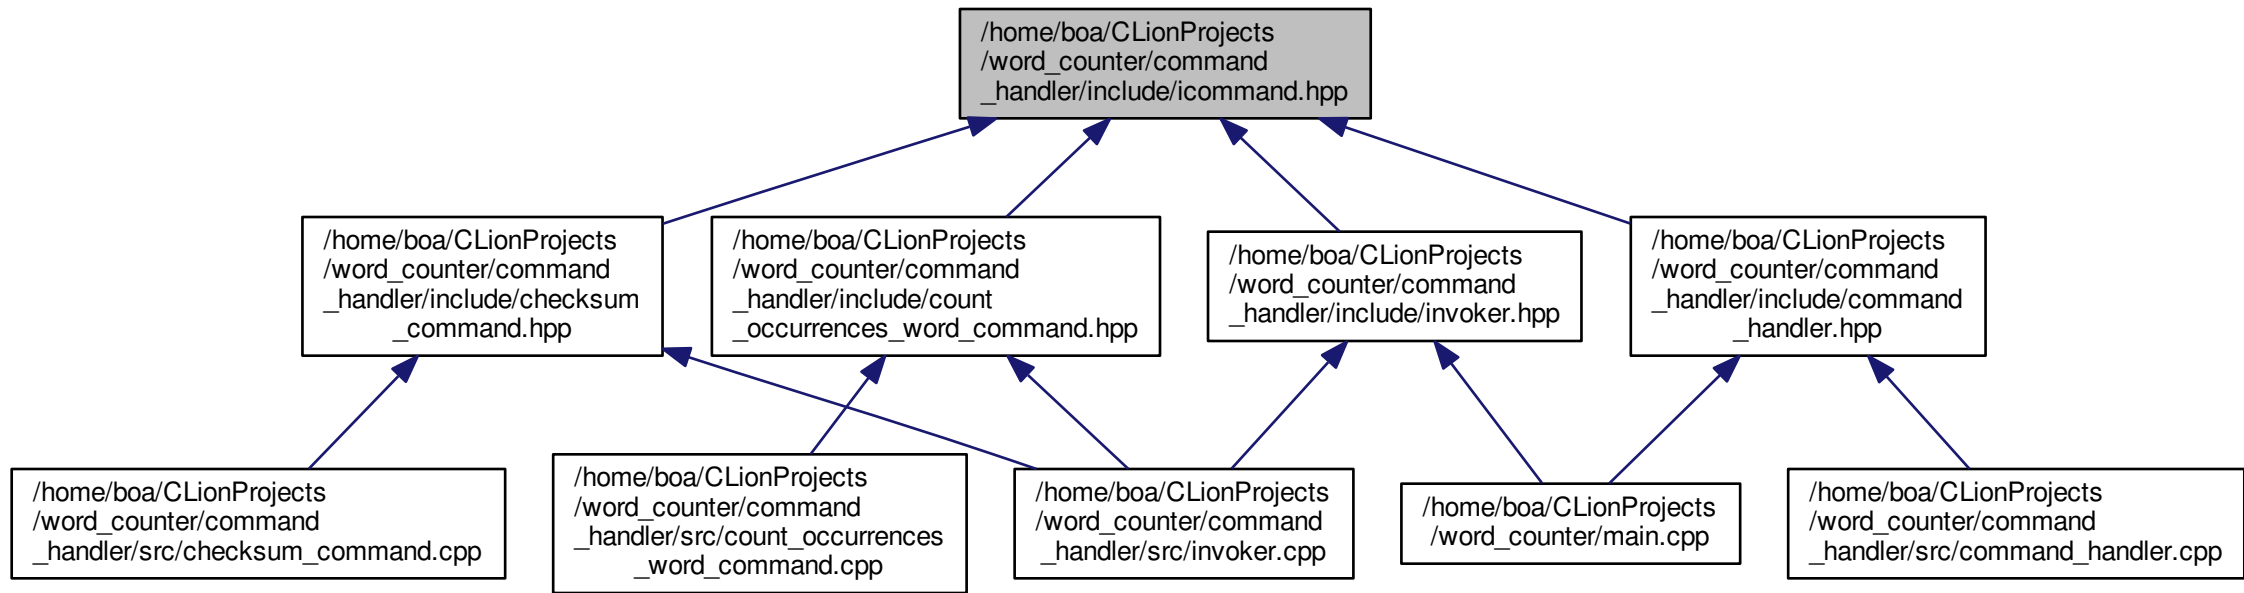 /home/boa/CLionProjects
/word_counter/command
_handler/include/icommand.hpp
/home/boa/CLionProjects
/word_counter/command
_handler/include/checksum
_command.hpp
/home/boa/CLionProjects
/word_counter/command
_handler/include/count
_occurrences_word_command.hpp
/home/boa/CLionProjects
/word_counter/command
_handler/include/invoker.hpp
/home/boa/CLionProjects
/word_counter/command
_handler/include/command
_handler.hpp
/home/boa/CLionProjects
/word_counter/command
_handler/src/checksum_command.cpp
/home/boa/CLionProjects
/word_counter/command
_handler/src/count_occurrences
_word_command.cpp
/home/boa/CLionProjects
/word_counter/command
_handler/src/invoker.cpp
/home/boa/CLionProjects
/word_counter/main.cpp
/home/boa/CLionProjects
/word_counter/command
_handler/src/command_handler.cpp